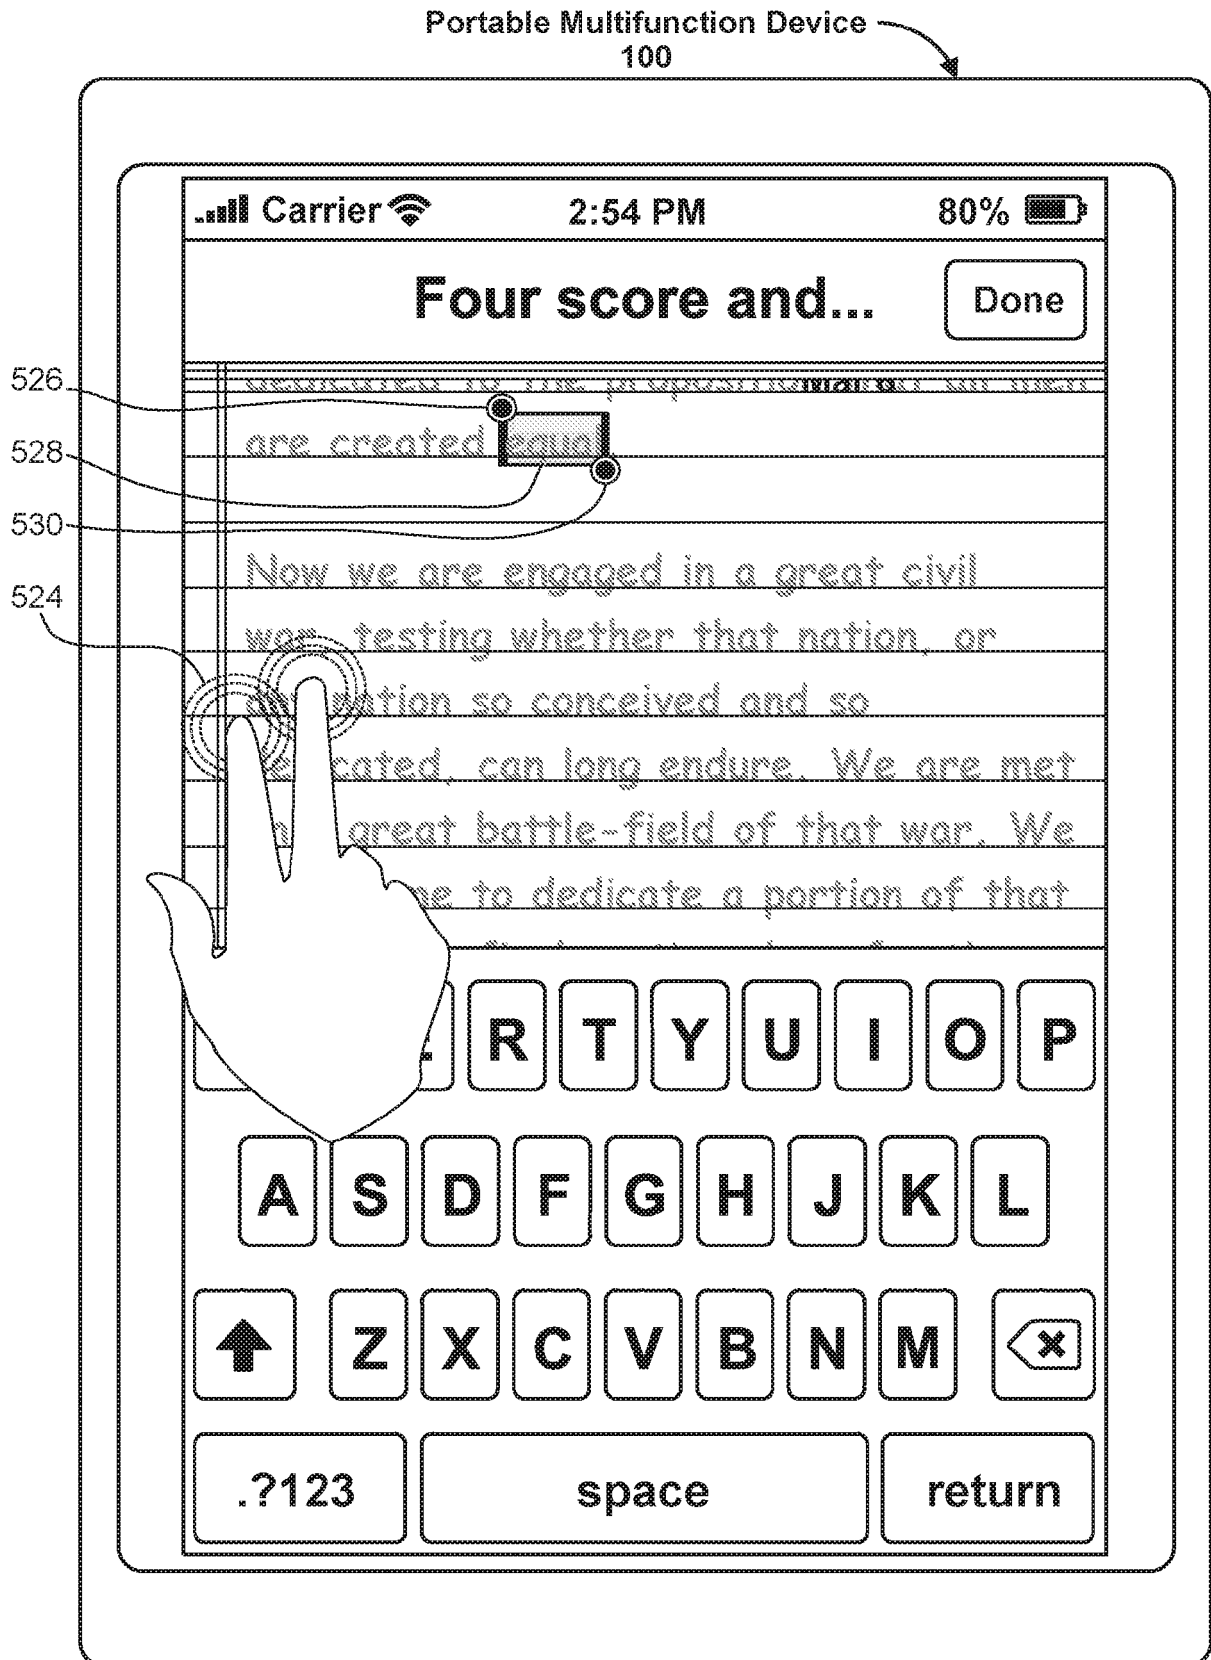 Portable Multifunction Device
100
Carrier 2:54 PM 80%
Four score and... Done
526
are created equal
528
530
Now we are engaged in a great civil
524
war, testing whether that nation, or
nation so conceived and so
cated, can long endure. We are met
great battle-field of that war. We
me to dedicate a portion of that
R T Y U I O P
A S D F G H J K L
Z X C V B N M
.?123 space return